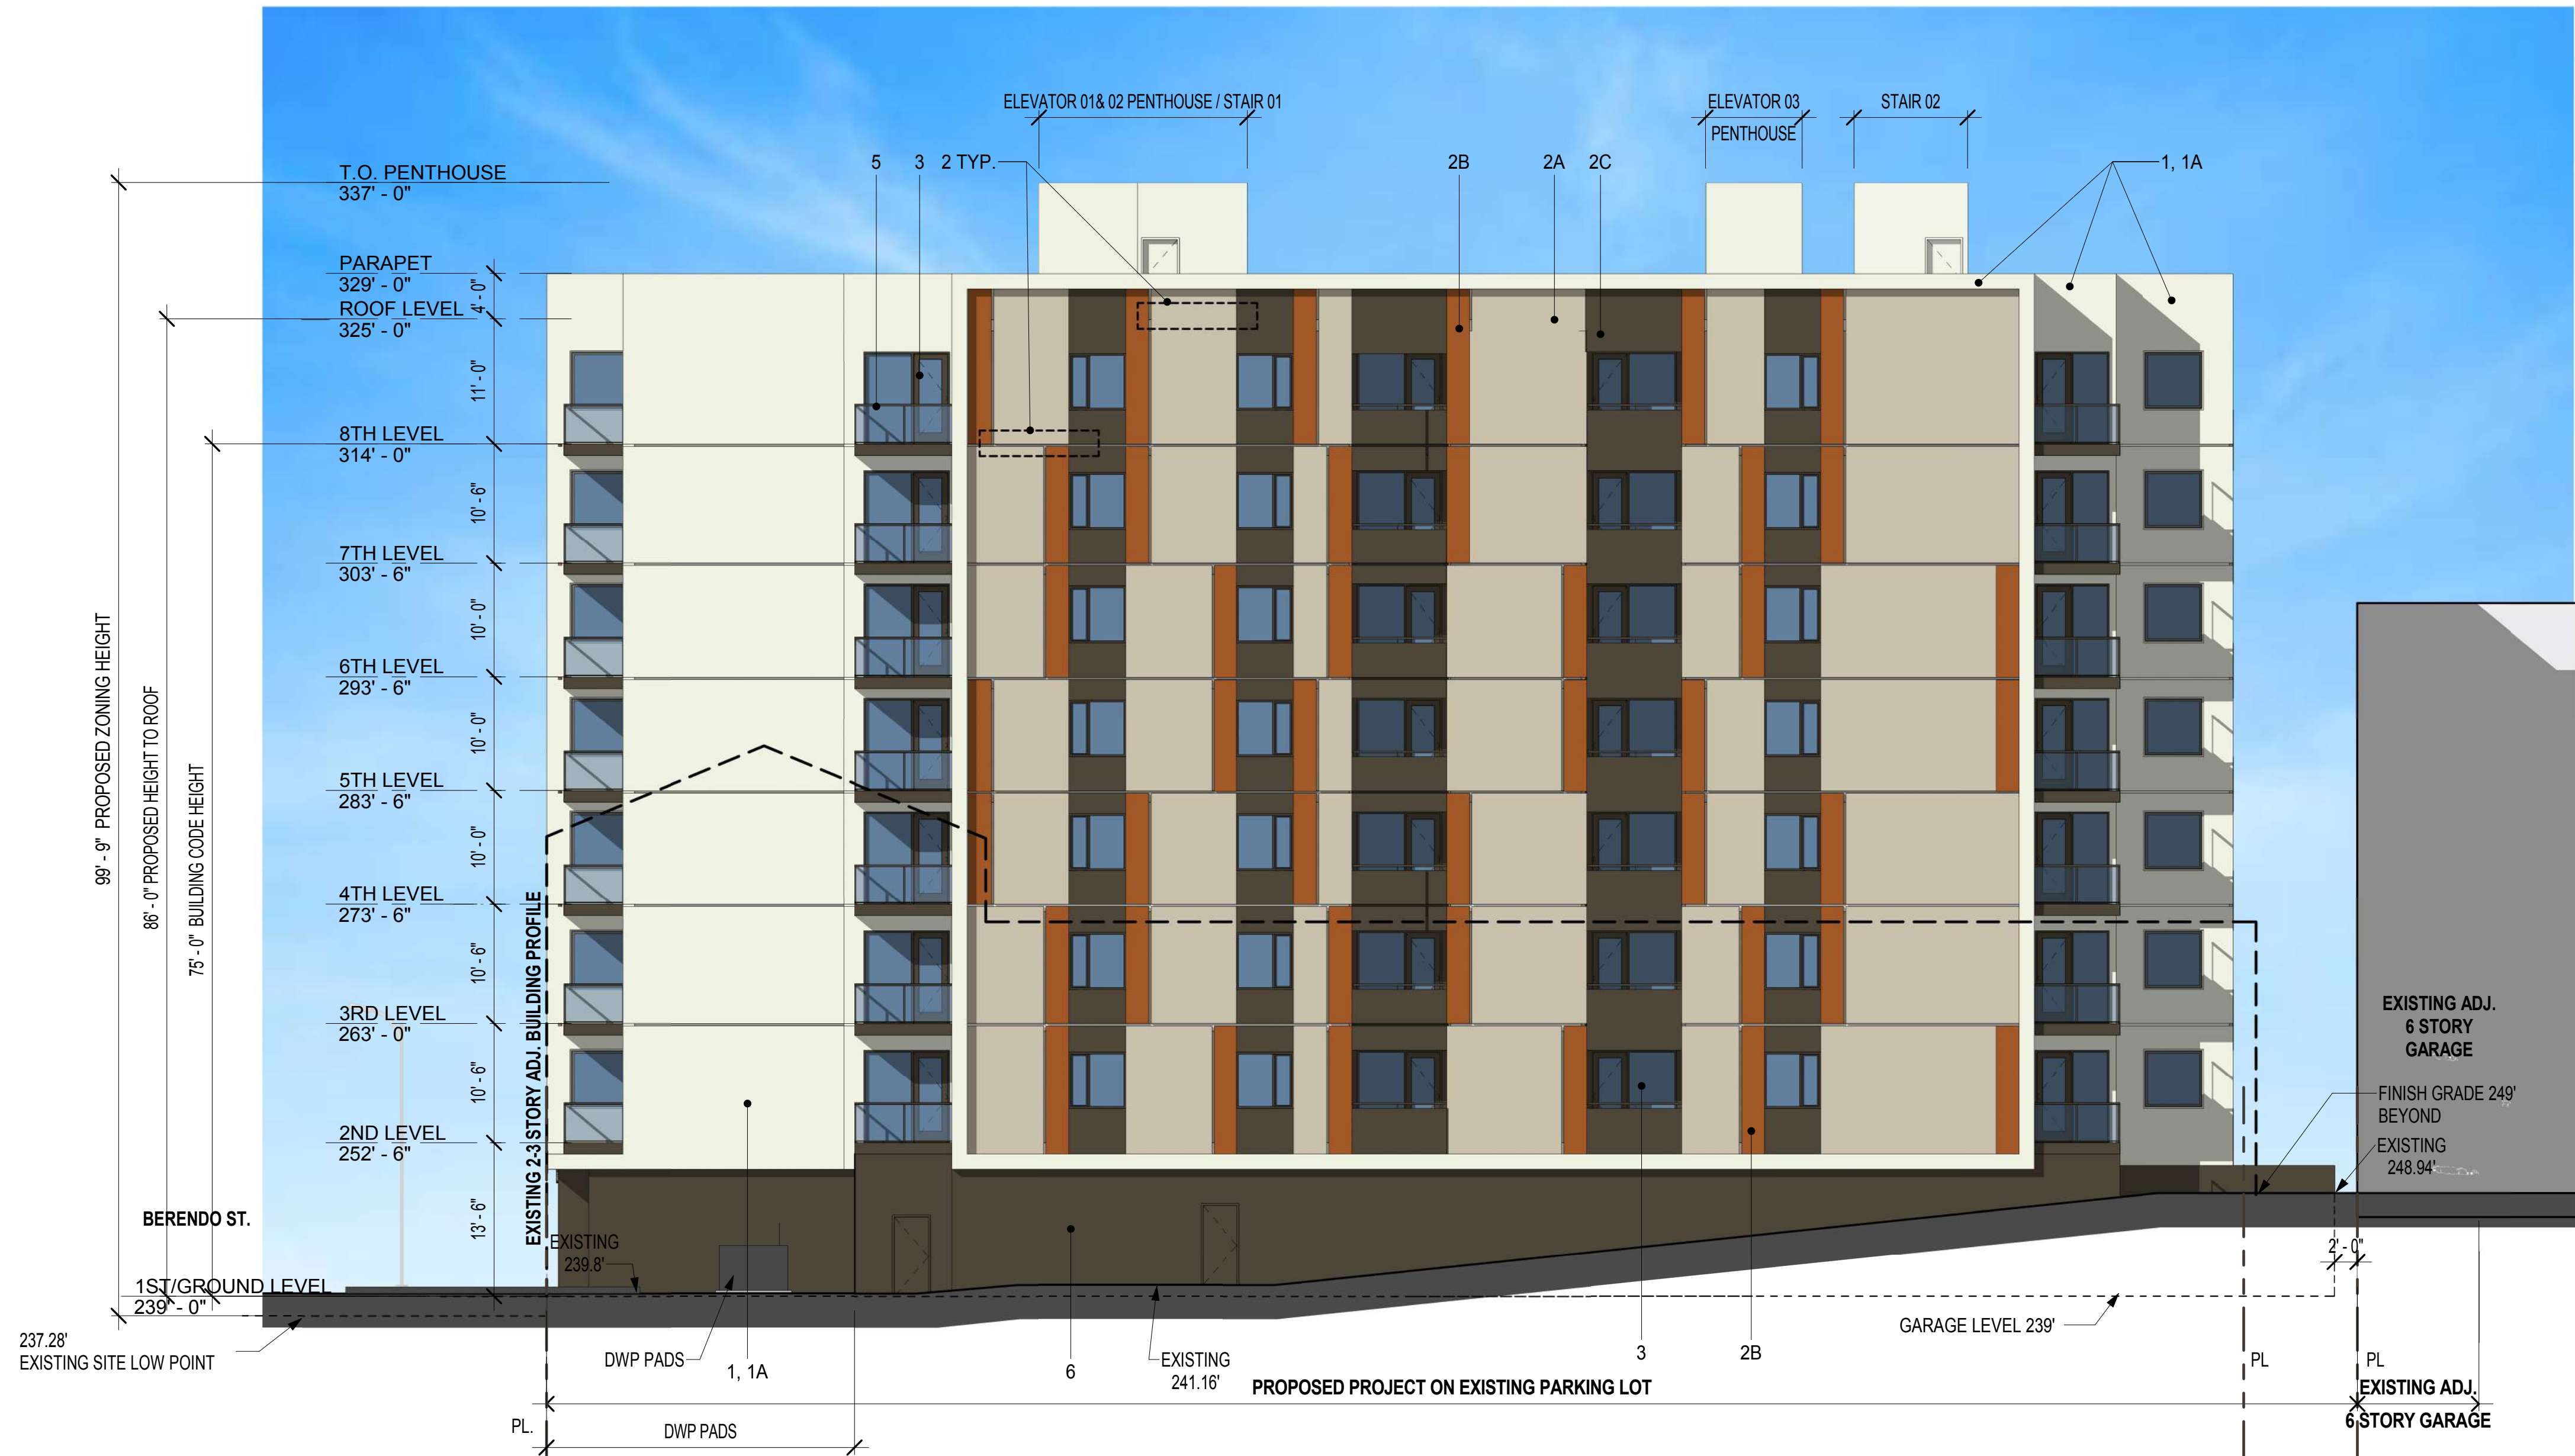 ELEVATOR 01& 02 PENTHOUSE / STAIR 01
ELEVATOR 03
PENTHOUSE
STAIR 02
5
3
2 TYP.
2B
2A
2C
1, 1A
T.O. PENTHOUSE
337' - 0"
PARAPET
329' - 0"
4' - 0"
ROOF LEVEL
325' - 0"
11' - 0"
8TH LEVEL
314' - 0"
10' - 6"
7TH LEVEL
303' - 6"
10' - 0"
6TH LEVEL
293' - 6"
10' - 0"
5TH LEVEL
283' - 6"
10' - 0"
4TH LEVEL
273' - 6"
10' - 6"
3RD LEVEL
263' - 0"
10' - 6"
2ND LEVEL
252' - 6"
13' - 6"
1ST/GROUND LEVEL
239' - 0"
99' - 9" PROPOSED ZONING HEIGHT
86' - 0" PROPOSED HEIGHT TO ROOF
75' - 0" BUILDING CODE HEIGHT
EXISTING 2-3 STORY ADJ. BUILDING PROFILE
BERENDO ST.
EXISTING
239.8'
237.28'
EXISTING SITE LOW POINT
DWP PADS
1, 1A
6
EXISTING
241.16'
3
2B
GARAGE LEVEL 239'
EXISTING ADJ.
6 STORY
GARAGE
FINISH GRADE 249'
BEYOND
EXISTING
248.94'
2' - 0"
PL
PL
PROPOSED PROJECT ON EXISTING PARKING LOT
EXISTING ADJ.
6 STORY GARAGE
PL.
DWP PADS